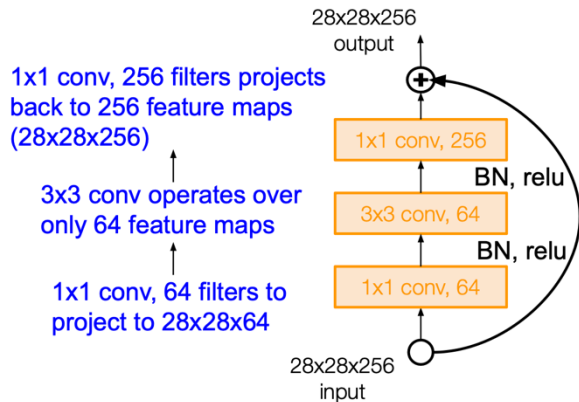 28x28x256
output
1x1 conv, 256 filters projects
back to 256 feature maps
(28x28x256)
3x3 conv operates over
only 64 feature maps
1x1 conv, 64 filters to
project to 28x28x64
+
1x1 conv, 256
BN, relu
3x3 conv, 64
BN, relu
1x1 conv, 64
28x28x256
input